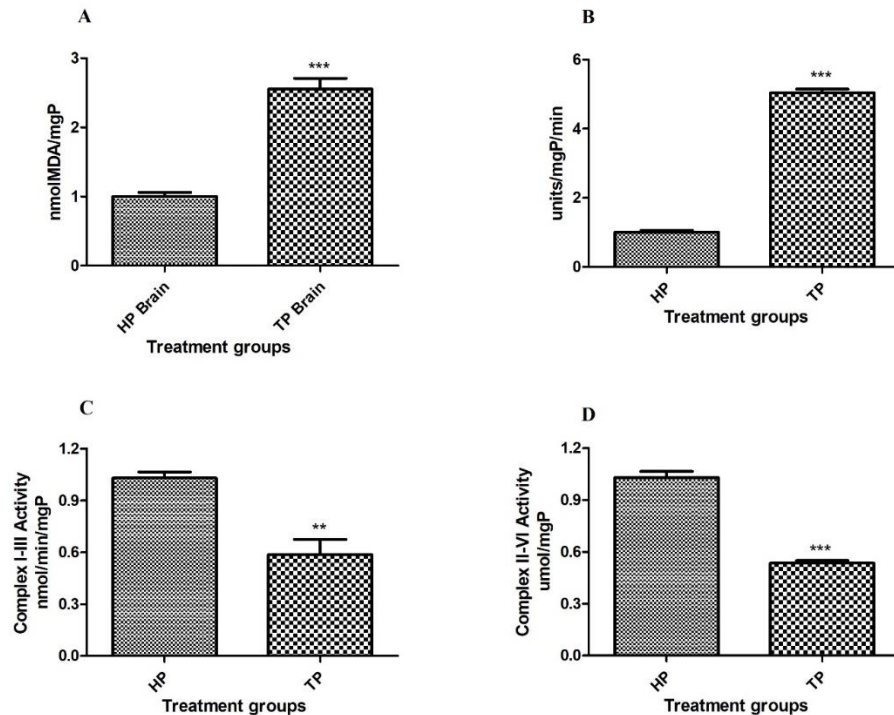 A
nmolMDA/mgP
3
2
1
0
***
HP Brain
TP Brain
Treatment groups
B
units/mgP/min
6
4
2
0
***
HP
TP
Treatment groups
C
Complex I-III Activity
nmol/min/mgP
1.2
0.9
0.6
0.3
0.0
**
HP
TP
Treatment groups
D
Complex II-VI Activity
umol/mgP
1.2
0.9
0.6
0.3
0.0
***
HP
TP
Treatment groups